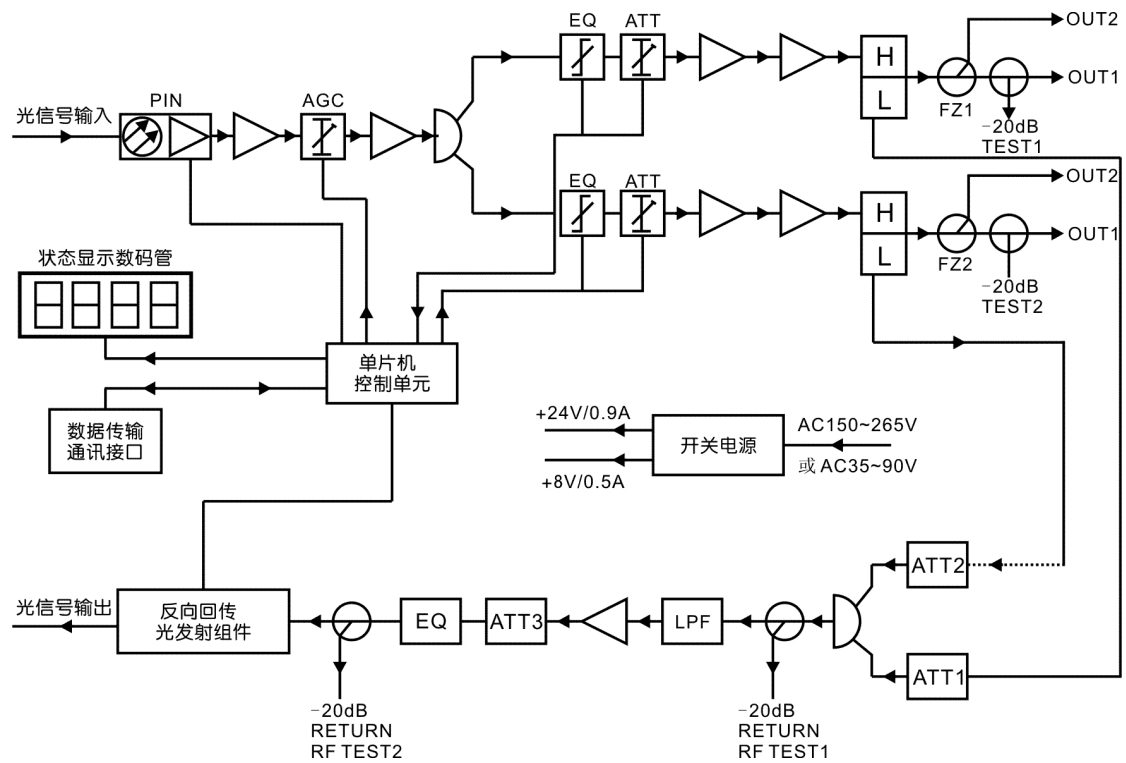 EQ
ATT
OUT2
H
L
OUT1
FZ1
-20dB
TEST1
光信号输入
PIN
AGC
EQ
ATT
OUT2
H
L
OUT1
FZ2
-20dB
TEST2
状态显示数码管
单片机
控制单元
数据传输
通讯接口
+24V/0.9A
+8V/0.5A
开关电源
AC150~265V
或 AC35~90V
光信号输出
反向回传
光发射组件
EQ
ATT3
LPF
ATT2
ATT1
-20dB
RETURN
RF TEST2
-20dB
RETURN
RF TEST1